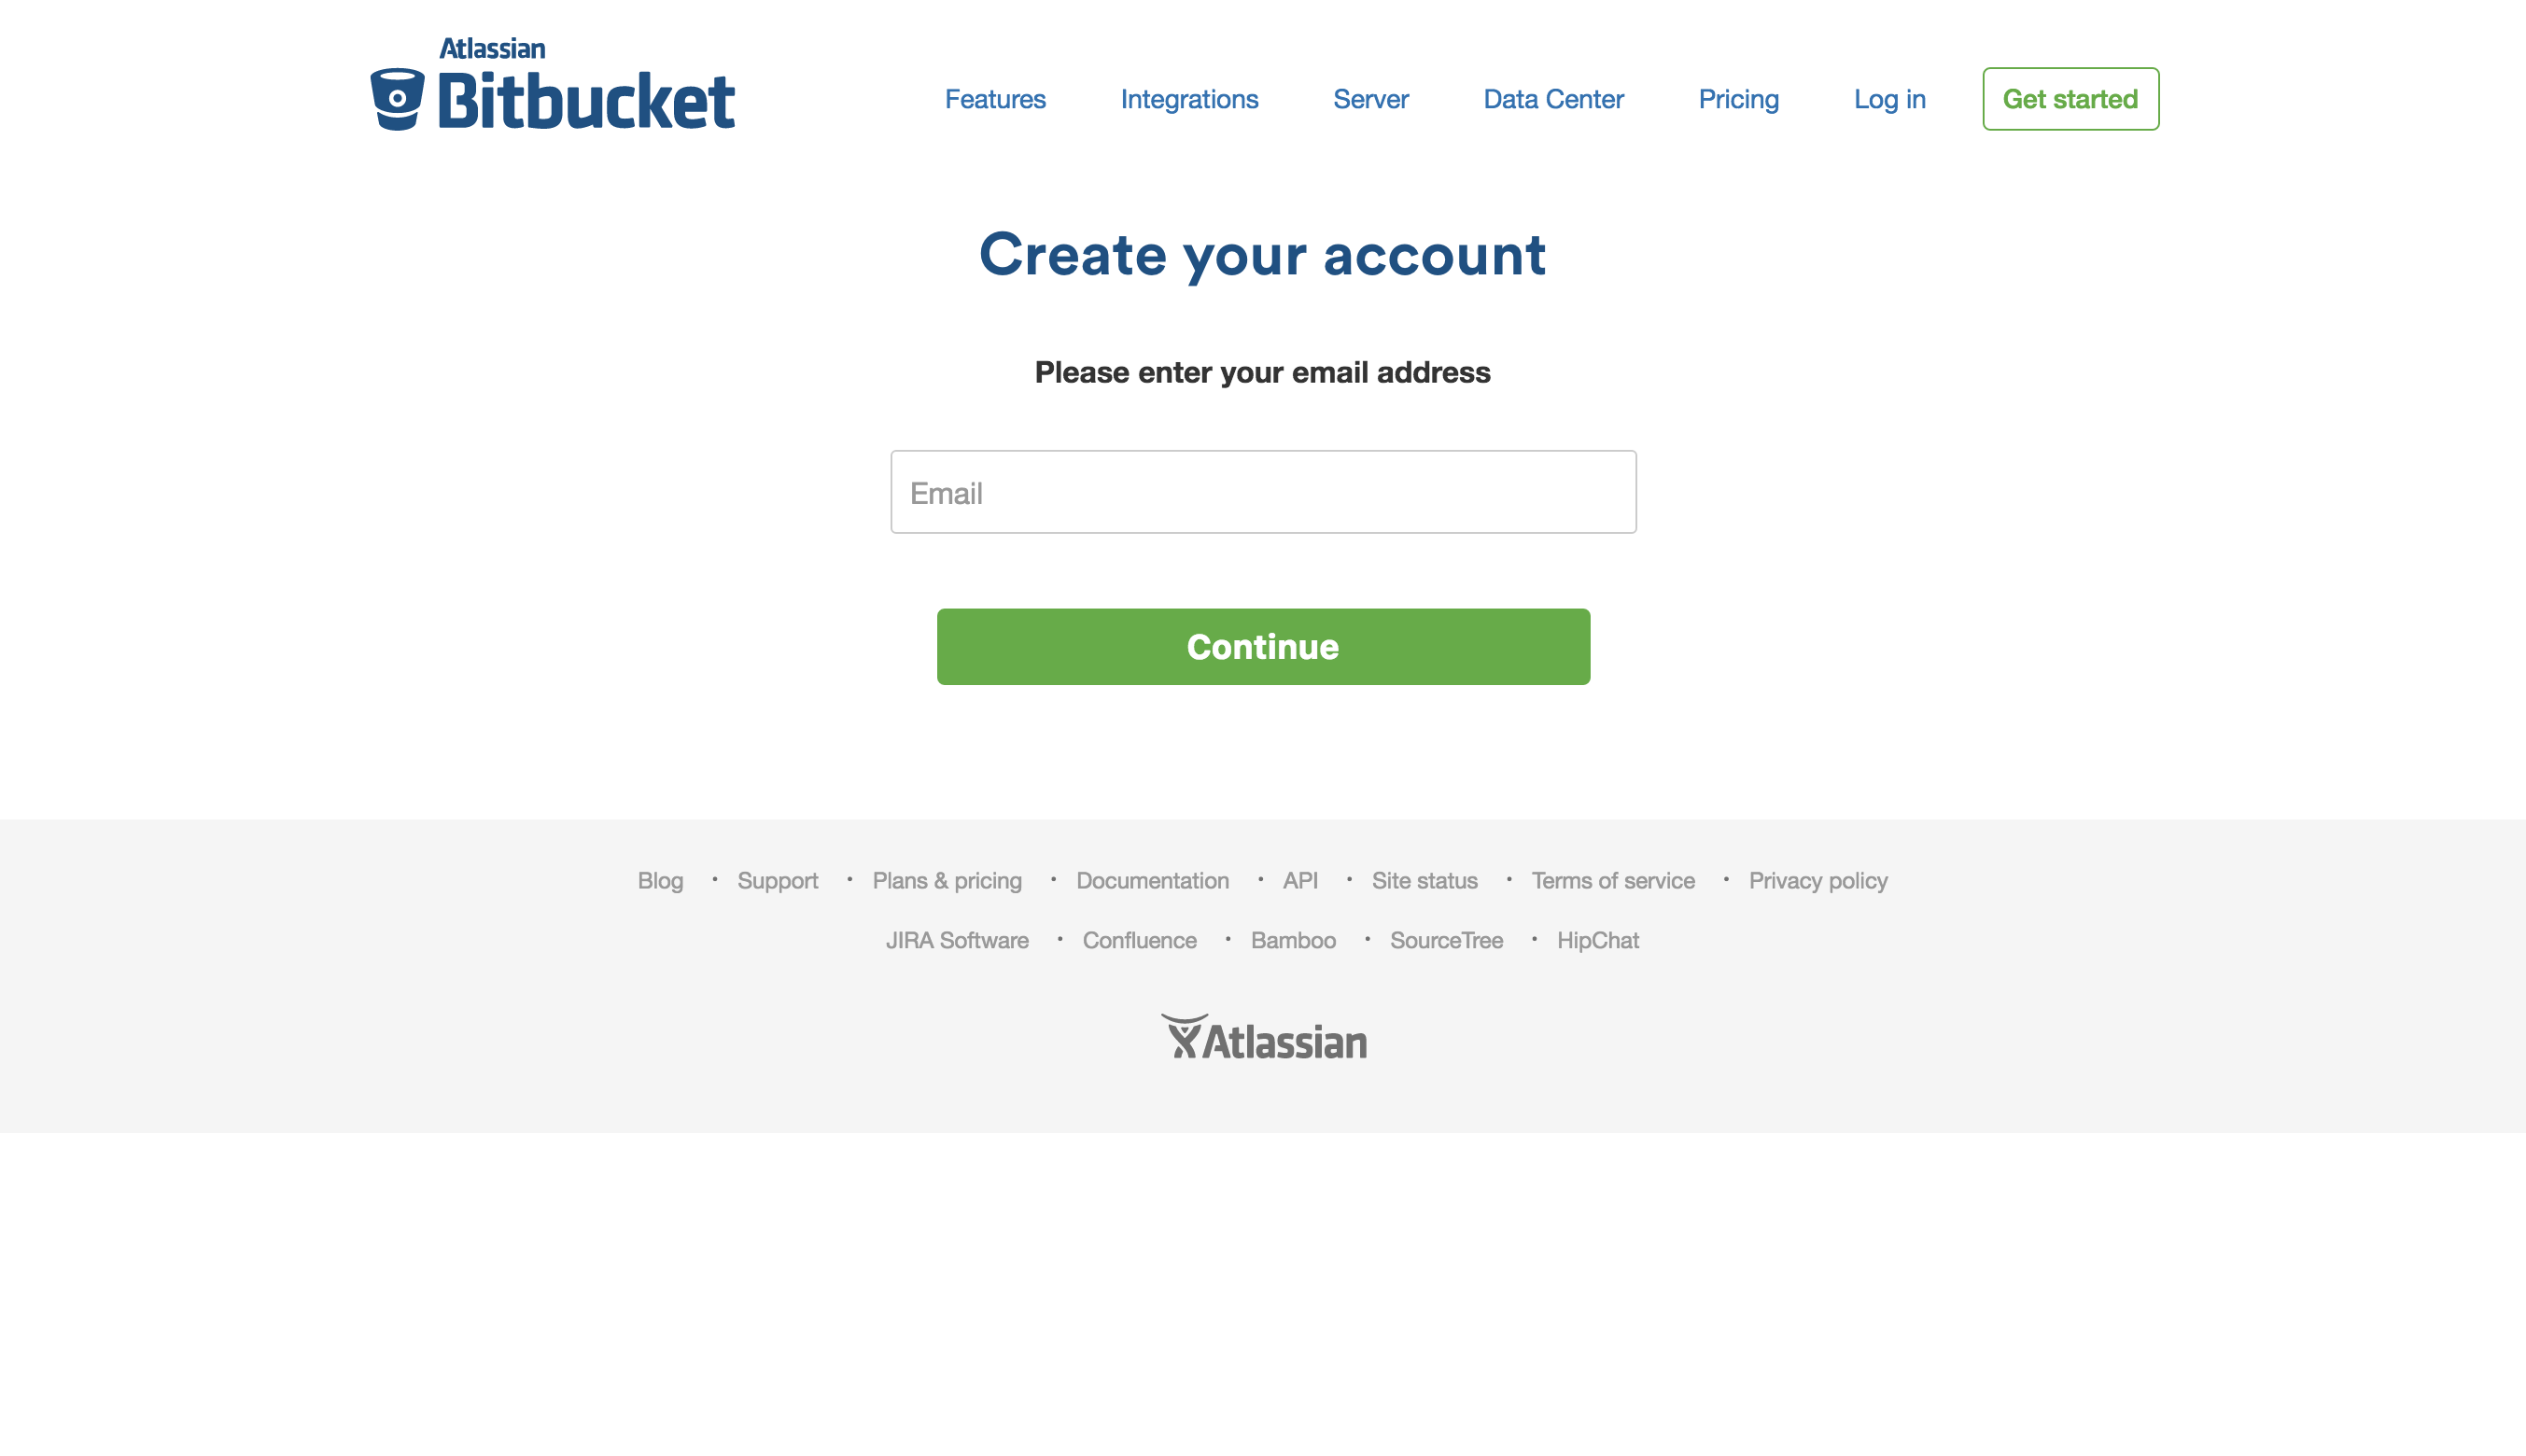 Atlassian
Bitbucket
Features Integrations Server Data Center Pricing Log in Get started
Create your account
Please enter your email address
Email
Continue
Blog · Support · Plans & pricing · Documentation · API · Site status · Terms of service · Privacy policy
JIRA Software · Confluence · Bamboo · SourceTree · HipChat
Atlassian